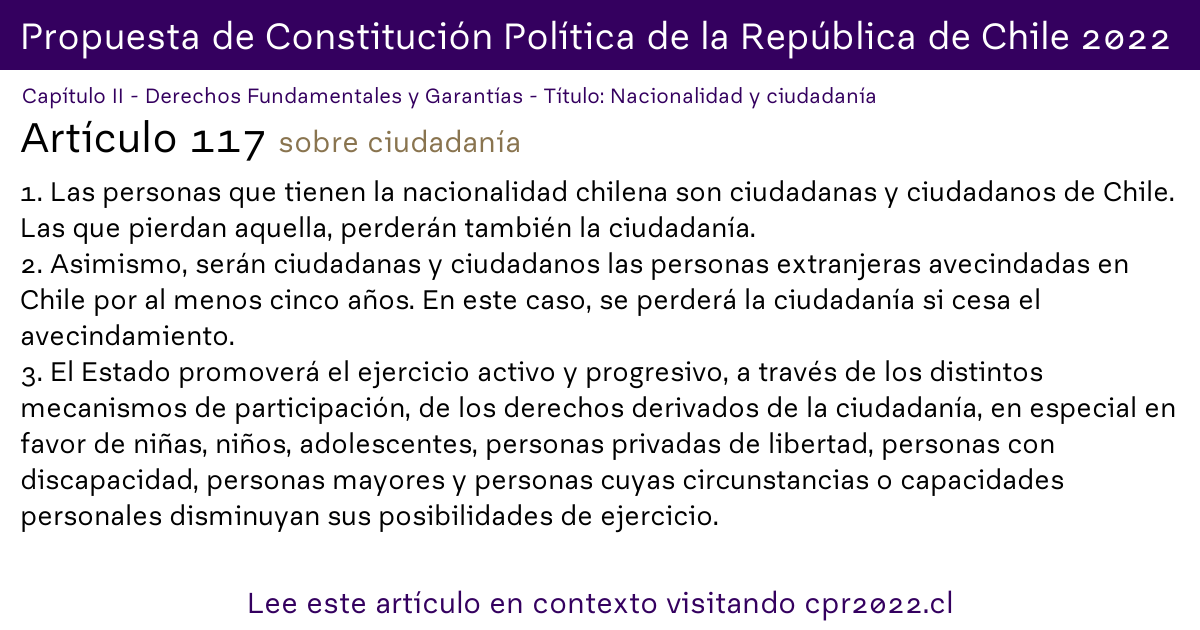 Propuesta de Constitución Política de la República de Chile 2022
Capítulo II - Derechos Fundamentales y Garantías - Título: Nacionalidad y ciudadanía
Artículo 117 sobre ciudadanía
1. Las personas que tienen la nacionalidad chilena son ciudadanas y ciudadanos de Chile.
Las que pierdan aquella, perderán también la ciudadanía.
2. Asimismo, serán ciudadanas y ciudadanos las personas extranjeras avecindadas en
Chile por al menos cinco años. En este caso, se perderá la ciudadanía si cesa el
avecindamiento.
3. El Estado promoverá el ejercicio activo y progresivo, a través de los distintos
mecanismos de participación, de los derechos derivados de la ciudadanía, en especial en
favor de niñas, niños, adolescentes, personas privadas de libertad, personas con
discapacidad, personas mayores y personas cuyas circunstancias o capacidades
personales disminuyan sus posibilidades de ejercicio.
Lee este artículo en contexto visitando cpr2022.cl